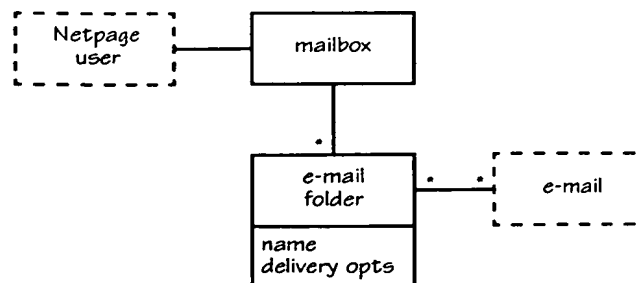 Netpage
user
mailbox
*
e-mail
folder
* *
e-mail
name
delivery opts